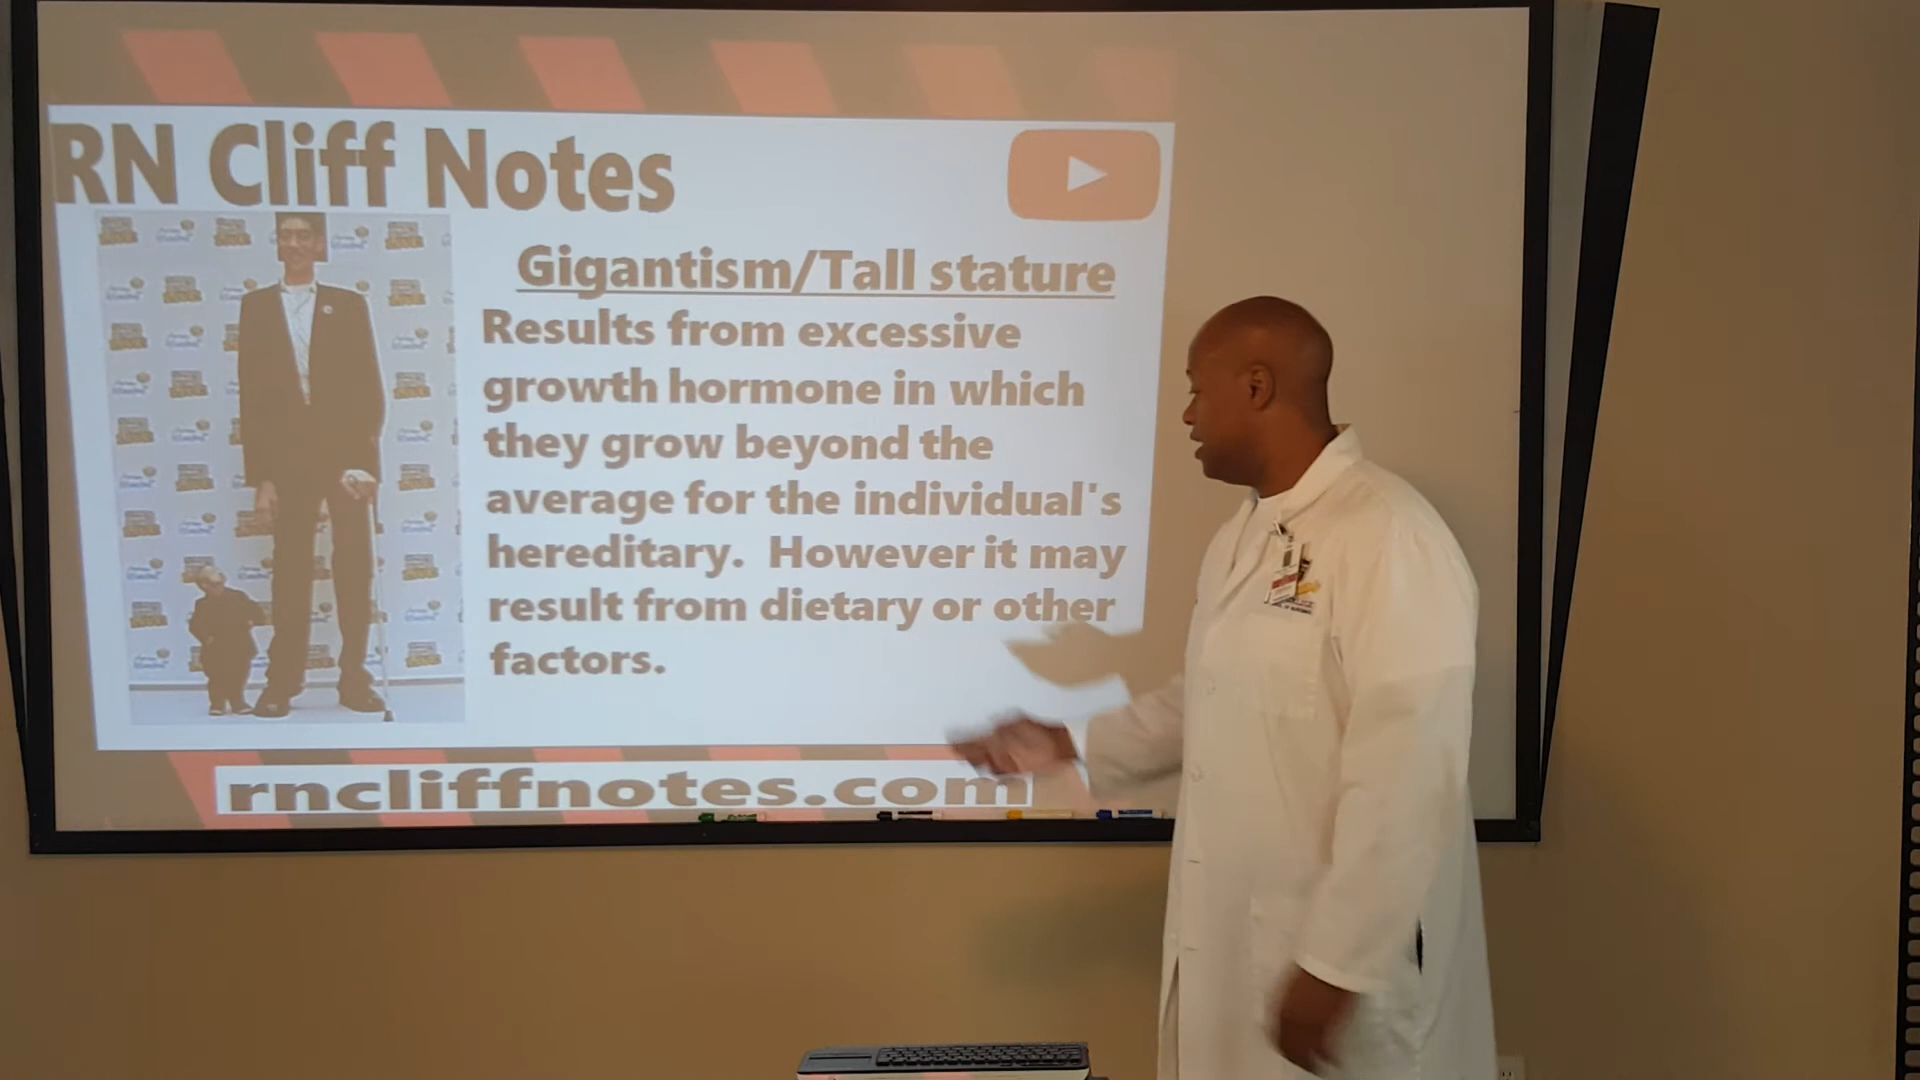 RN Cliff Notes
Gigantism/Tall stature
Results from excessive
growth hormone in which
they grow beyond the
average for the individual's
hereditary. However it may
result from dietary or other
factors.
rncliffnotes.com